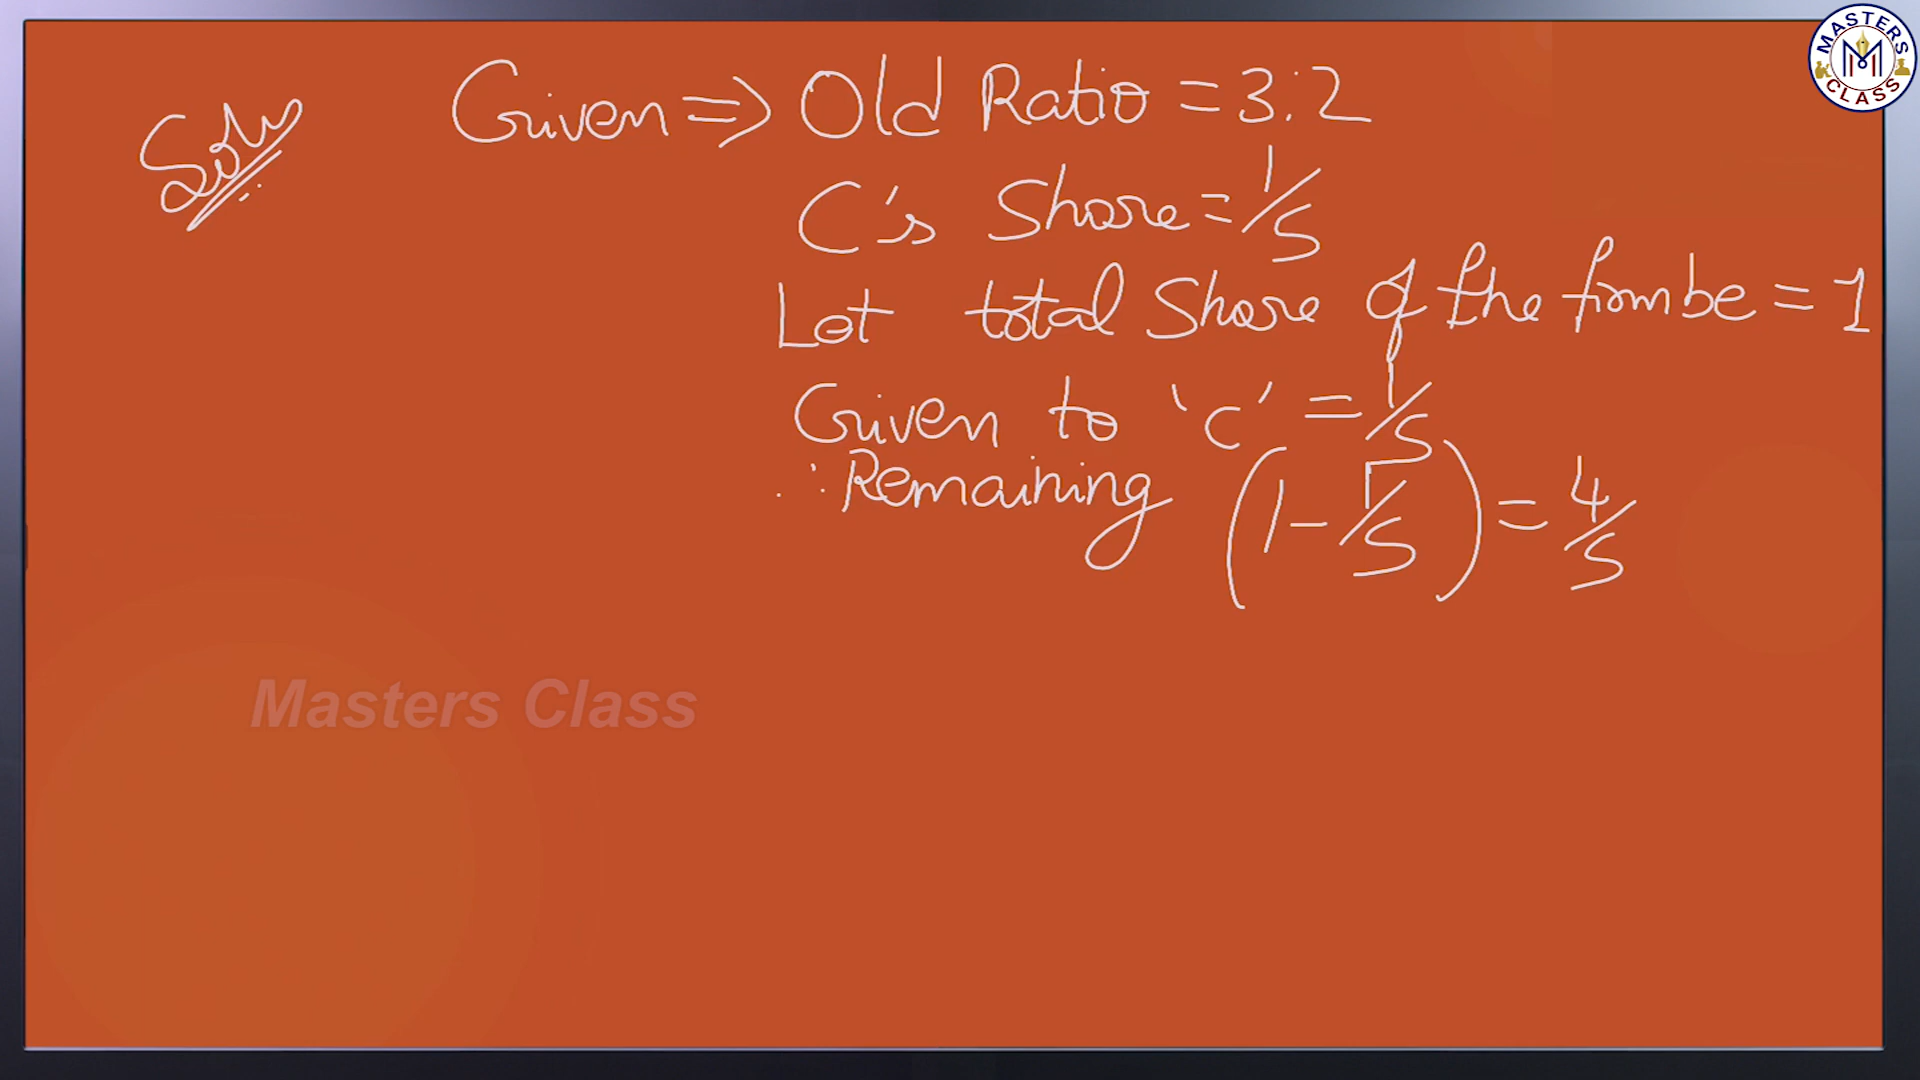 MASTERS CLASS
Soln
Given ⇒ Old Ratio = 3:2
C's Share = 1/5
Let total Share of the firm be = 1
Given to 'c' = 1/5
∴ Remaining (1 - 1/5) = 4/5
Masters Class